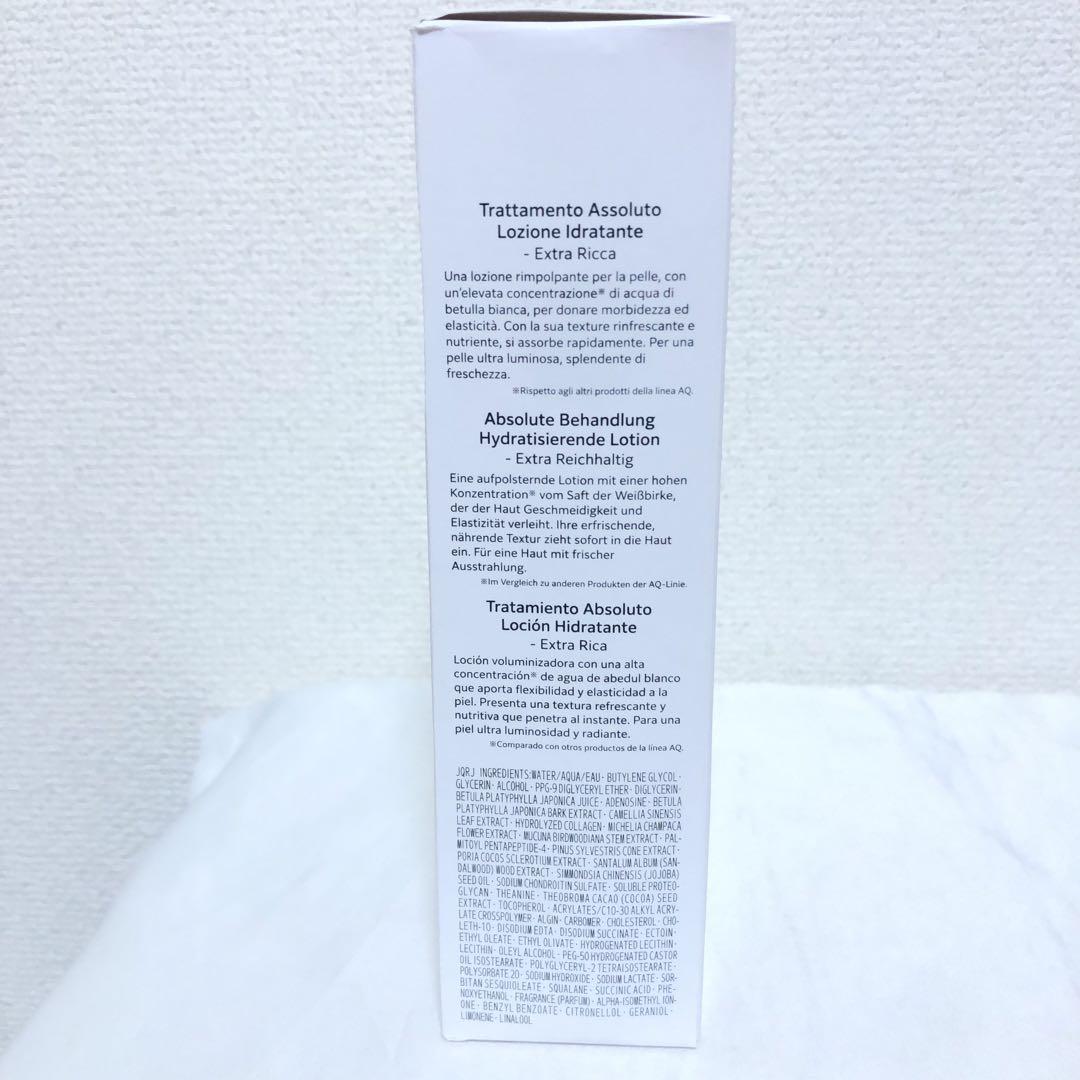 Trattamento Assoluto
Lozione Idratante
- Extra Ricca
Una lozione rimpolpante per la pelle, con
un'elevata concentrazione※ di acqua di
betulla bianca, per donare morbidezza ed
elasticità. Con la sua texture rinfrescante e
nutriente, si assorbe rapidamente. Per una
pelle ultra luminosa, splendente di
freschezza.
※Rispetto agli altri prodotti della linea AQ.
Absolute Behandlung
Hydratisierende Lotion
- Extra Reichhaltig
Eine aufpolsternde Lotion mit einer hohen
Konzentration※ vom Saft der Weißbirke,
der der Haut Geschmeidigkeit und
Elastizität verleiht. Ihre erfrischende,
nährende Textur zieht sofort in die Haut
ein. Für eine Haut mit frischer
Ausstrahlung.
※Im Vergleich zu anderen Produkten der AQ-Linie.
Tratamiento Absoluto
Loción Hidratante
- Extra Rica
Loción voluminizadora con una alta
concentración※ de agua de abedul blanco
que aporta flexibilidad y elasticidad a la
piel. Presenta una textura refrescante y
nutritiva que penetra al instante. Para una
piel ultra luminosidad y radiante.
※Comparado con otros productos de la línea AQ.
JQRJ INGREDIENTS:WATER/AQUA/EAU· BUTYLENE GLYCOL·
GLYCERIN· ALCOHOL· PPG-9 DIGLYCERYL ETHER· DIGLYCERIN·
BETULA PLATYPHYLLA JAPONICA JUICE· ADENOSINE· BETULA
PLATYPHYLLA JAPONICA BARK EXTRACT· CAMELLIA SINENSIS
LEAF EXTRACT· HYDROLYZED COLLAGEN· MICHELIA CHAMPACA
FLOWER EXTRACT· MUCUNA BIRDWOODIANA STEM EXTRACT· PAL-
MITOYL PENTAPEPTIDE-4· PINUS SYLVESTRIS CONE EXTRACT·
PORIA COCOS SCLEROTIUM EXTRACT· SANTALUM ALBUM (SAN-
DALWOOD) WOOD EXTRACT· SIMMONDSIA CHINENSIS (JOJOBA)
SEED OIL· SODIUM CHONDROITIN SULFATE· SOLUBLE PROTEO-
GLYCAN· THEANINE· THEOBROMA CACAO (COCOA) SEED
EXTRACT· TOCOPHEROL· ACRYLATES/C10-30 ALKYL ACRY-
LATE CROSSPOLYMER· ALGIN· CARBOMER· CHOLESTEROL· CHO-
LETH-10· DISODIUM EDTA· DISODIUM SUCCINATE· ECTOIN·
ETHYL OLEATE· ETHYL OLIVATE· HYDROGENATED LECITHIN·
LECITHIN· OLEYL ALCOHOL· PEG-50 HYDROGENATED CASTOR
OIL ISOSTEARATE· POLYGLYCERYL-2 TETRAISOSTEARATE·
POLYSORBATE 20· SODIUM HYDROXIDE· SODIUM LACTATE· SOR-
BITAN SESQUIOLEATE· SQUALANE· SUCCINIC ACID· PHE-
NOXYETHANOL· FRAGRANCE (PARFUM)· ALPHA-ISOMETHYL ION-
ONE· BENZYL BENZOATE· CITRONELLOL· GERANIOL·
LIMONENE· LINALOOL